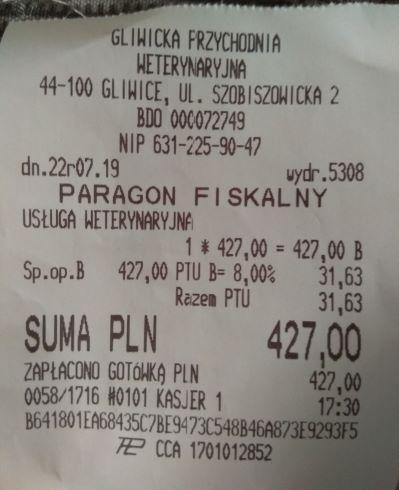 GLIWICKA PRZYCHODNIA
WETERYNARYJNA
44-100 GLIWICE, UL. SZOBISZOWICKA 2
BDO 000072749
NIP 631-225-90-47
dn.22r07.19 wydr.5308
PARAGON FISKALNY
USŁUGA WETERYNARYJNA
1 * 427,00 = 427,00 B
Sp.op.B 427,00 PTU B= 8,00% 31,63
Razem PTU 31,63
SUMA PLN 427,00
ZAPŁACONO GOTÓWKĄ PLN 427,00
0058/1716 #0101 KASJER 1 17:30
B641801EA68435C7BE9473C548B46A873E9293F5
CCA 1701012852